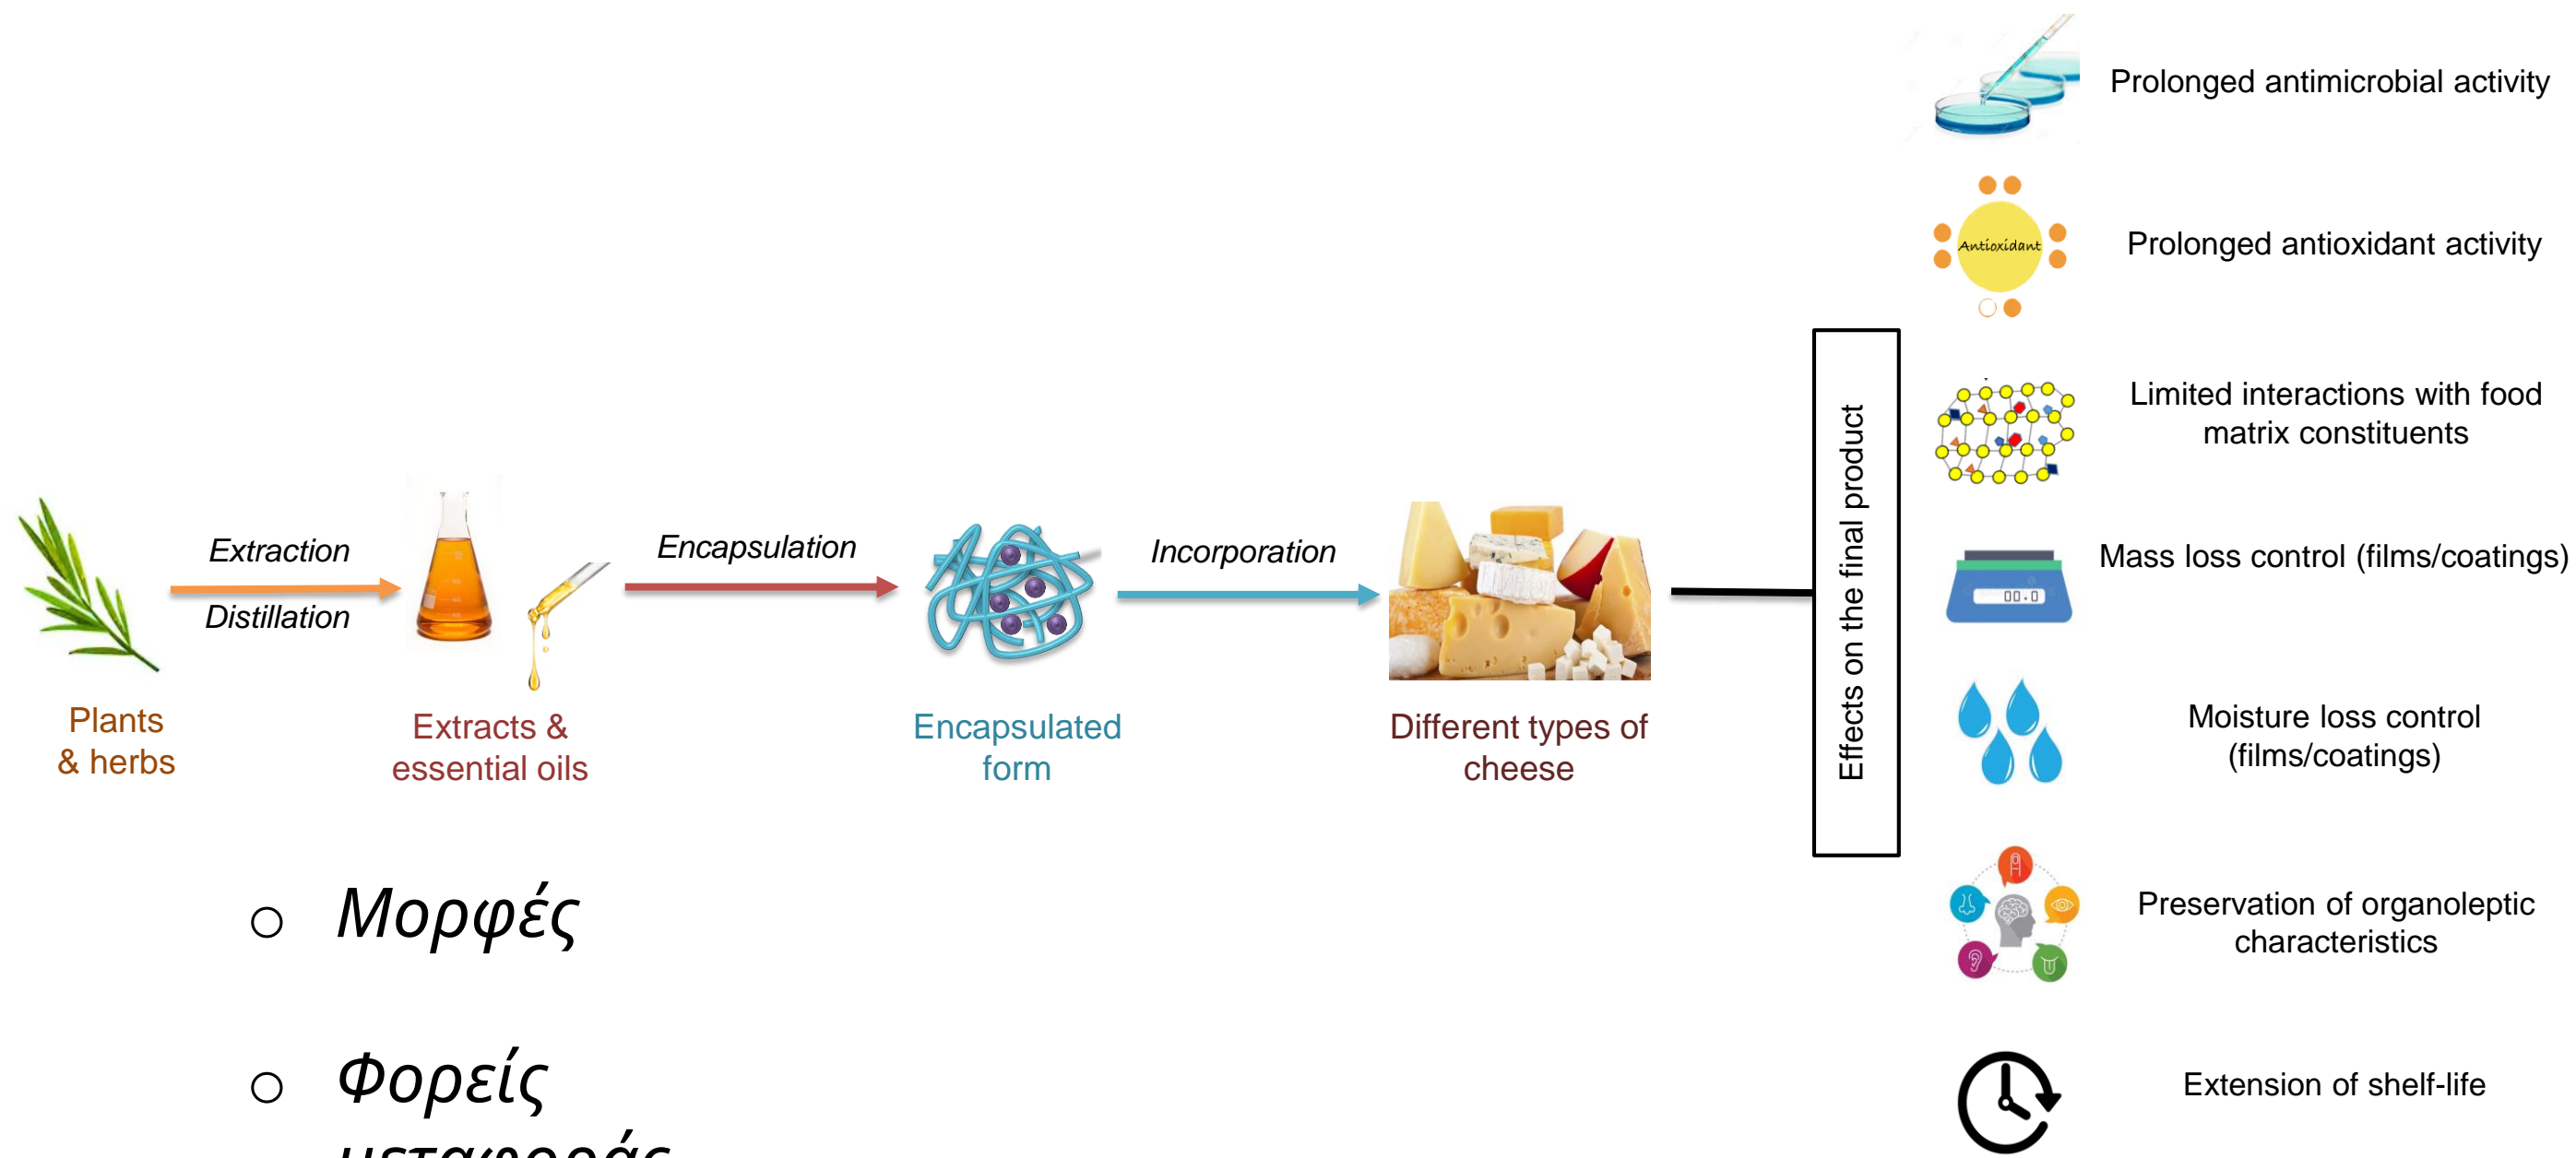 Prolonged antimicrobial activity
Antioxidant
Prolonged antioxidant activity
Limited interactions with food
matrix constituents
Mass loss control (films/coatings)
00.0
Moisture loss control
(films/coatings)
Preservation of organoleptic
characteristics
Extension of shelf-life
Effects on the final product
Extraction
Distillation
Encapsulation
Incorporation
Plants
& herbs
Extracts &
essential oils
Encapsulated
form
Different types of
cheese
○ Μορφές
○ Φορείς
μεταφοράς